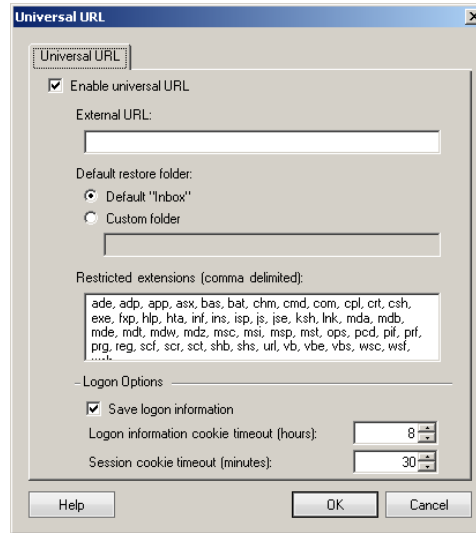 Universal URL
Universal URL
Enable universal URL
External URL:
Default restore folder:
Default "Inbox"
Custom folder
Restricted extensions (comma delimited):
ade, adp, app, asx, bas, bat, chm, cmd, com, cpl, crt, csh,
exe, fxp, hlp, hta, inf, ins, isp, js, jse, ksh, lnk, mda, mdb,
mde, mdt, mdw, mdz, msc, msi, msp, mst, ops, pcd, pif, prf,
prg, reg, scf, scr, sct, shb, shs, url, vb, vbe, vbs, wsc, wsf,
Logon Options
Save logon information
Logon information cookie timeout (hours): 8
Session cookie timeout (minutes): 30
Help OK Cancel